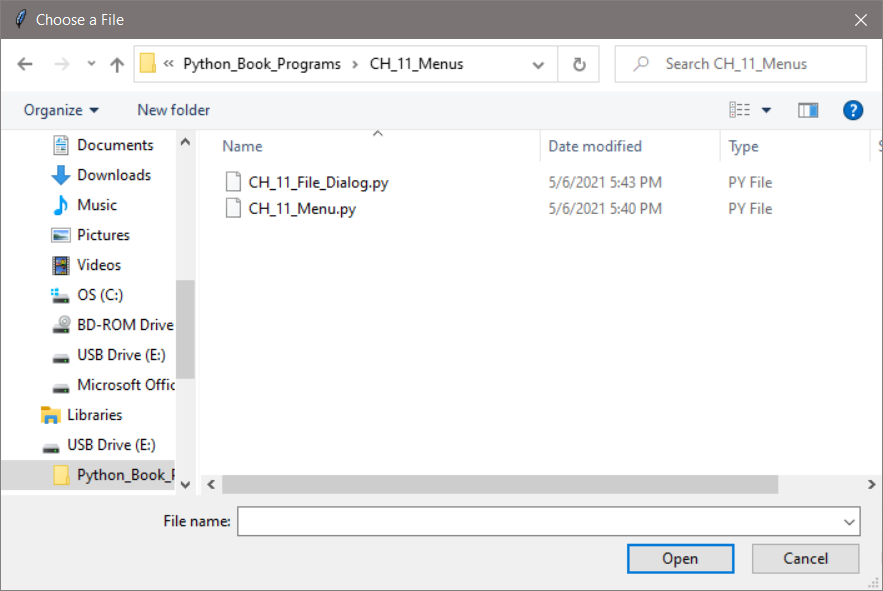 Choose a File
« Python_Book_Programs > CH_11_Menus
Search CH_11_Menus
Organize
New folder
?
Name
Date modified
Type
Documents
Downloads
Music
Pictures
Videos
OS (C:)
BD-ROM Drive
USB Drive (E:)
Microsoft Offic
Libraries
USB Drive (E:)
Python_Book_P
CH_11_File_Dialog.py 5/6/2021 5:43 PM PY File
CH_11_Menu.py 5/6/2021 5:40 PM PY File
File name:
Open
Cancel